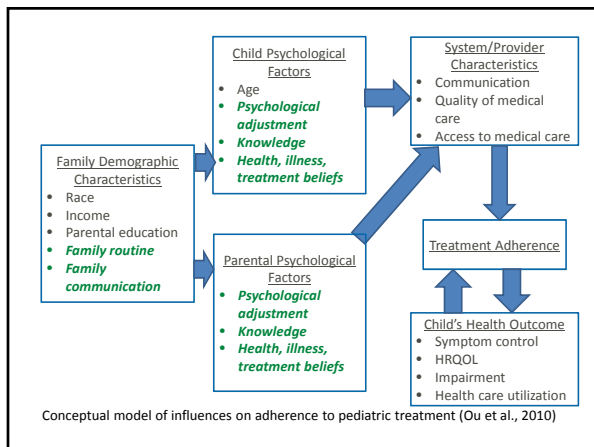 Family Demographic
Characteristics
• Race
• Income
• Parental education
• Family routine
• Family
communication
Child Psychological
Factors
• Age
• Psychological
adjustment
• Knowledge
• Health, illness,
treatment beliefs
Parental Psychological
Factors
• Psychological
adjustment
• Knowledge
• Health, illness,
treatment beliefs
System/Provider
Characteristics
• Communication
• Quality of medical
care
• Access to medical care
Treatment Adherence
Child's Health Outcome
• Symptom control
• HRQOL
• Impairment
• Health care utilization
Conceptual model of influences on adherence to pediatric treatment (Ou et al., 2010)